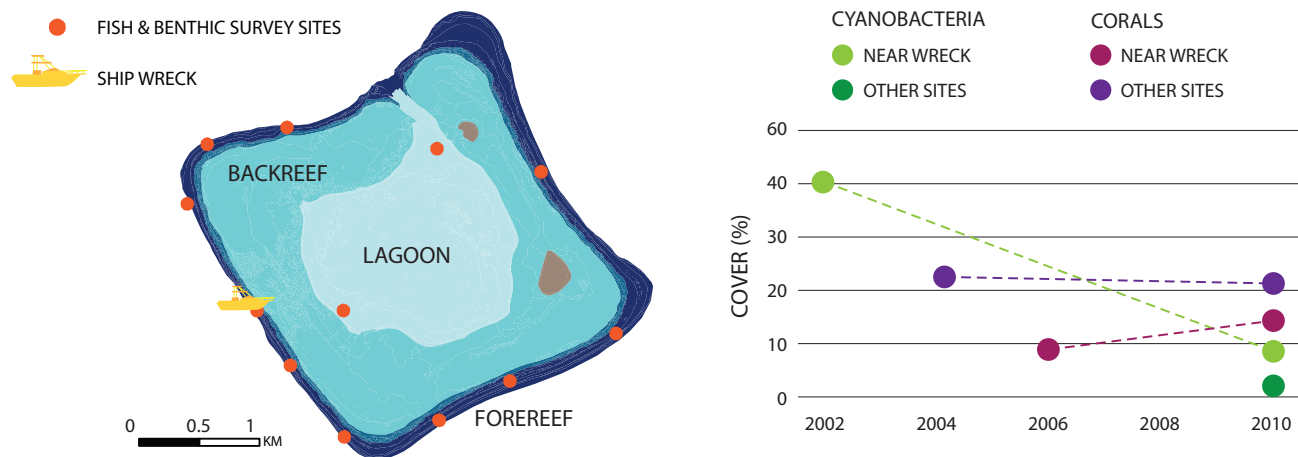 FISH & BENTHIC SURVEY SITES
SHIP WRECK
BACKREEF
LAGOON
FOREREEF
0 0.5 1
KM
CYANOBACTERIA CORALS
NEAR WRECK NEAR WRECK
OTHER SITES OTHER SITES
COVER (%)
60
40
30
20
10
0
2002 2004 2006 2008 2010